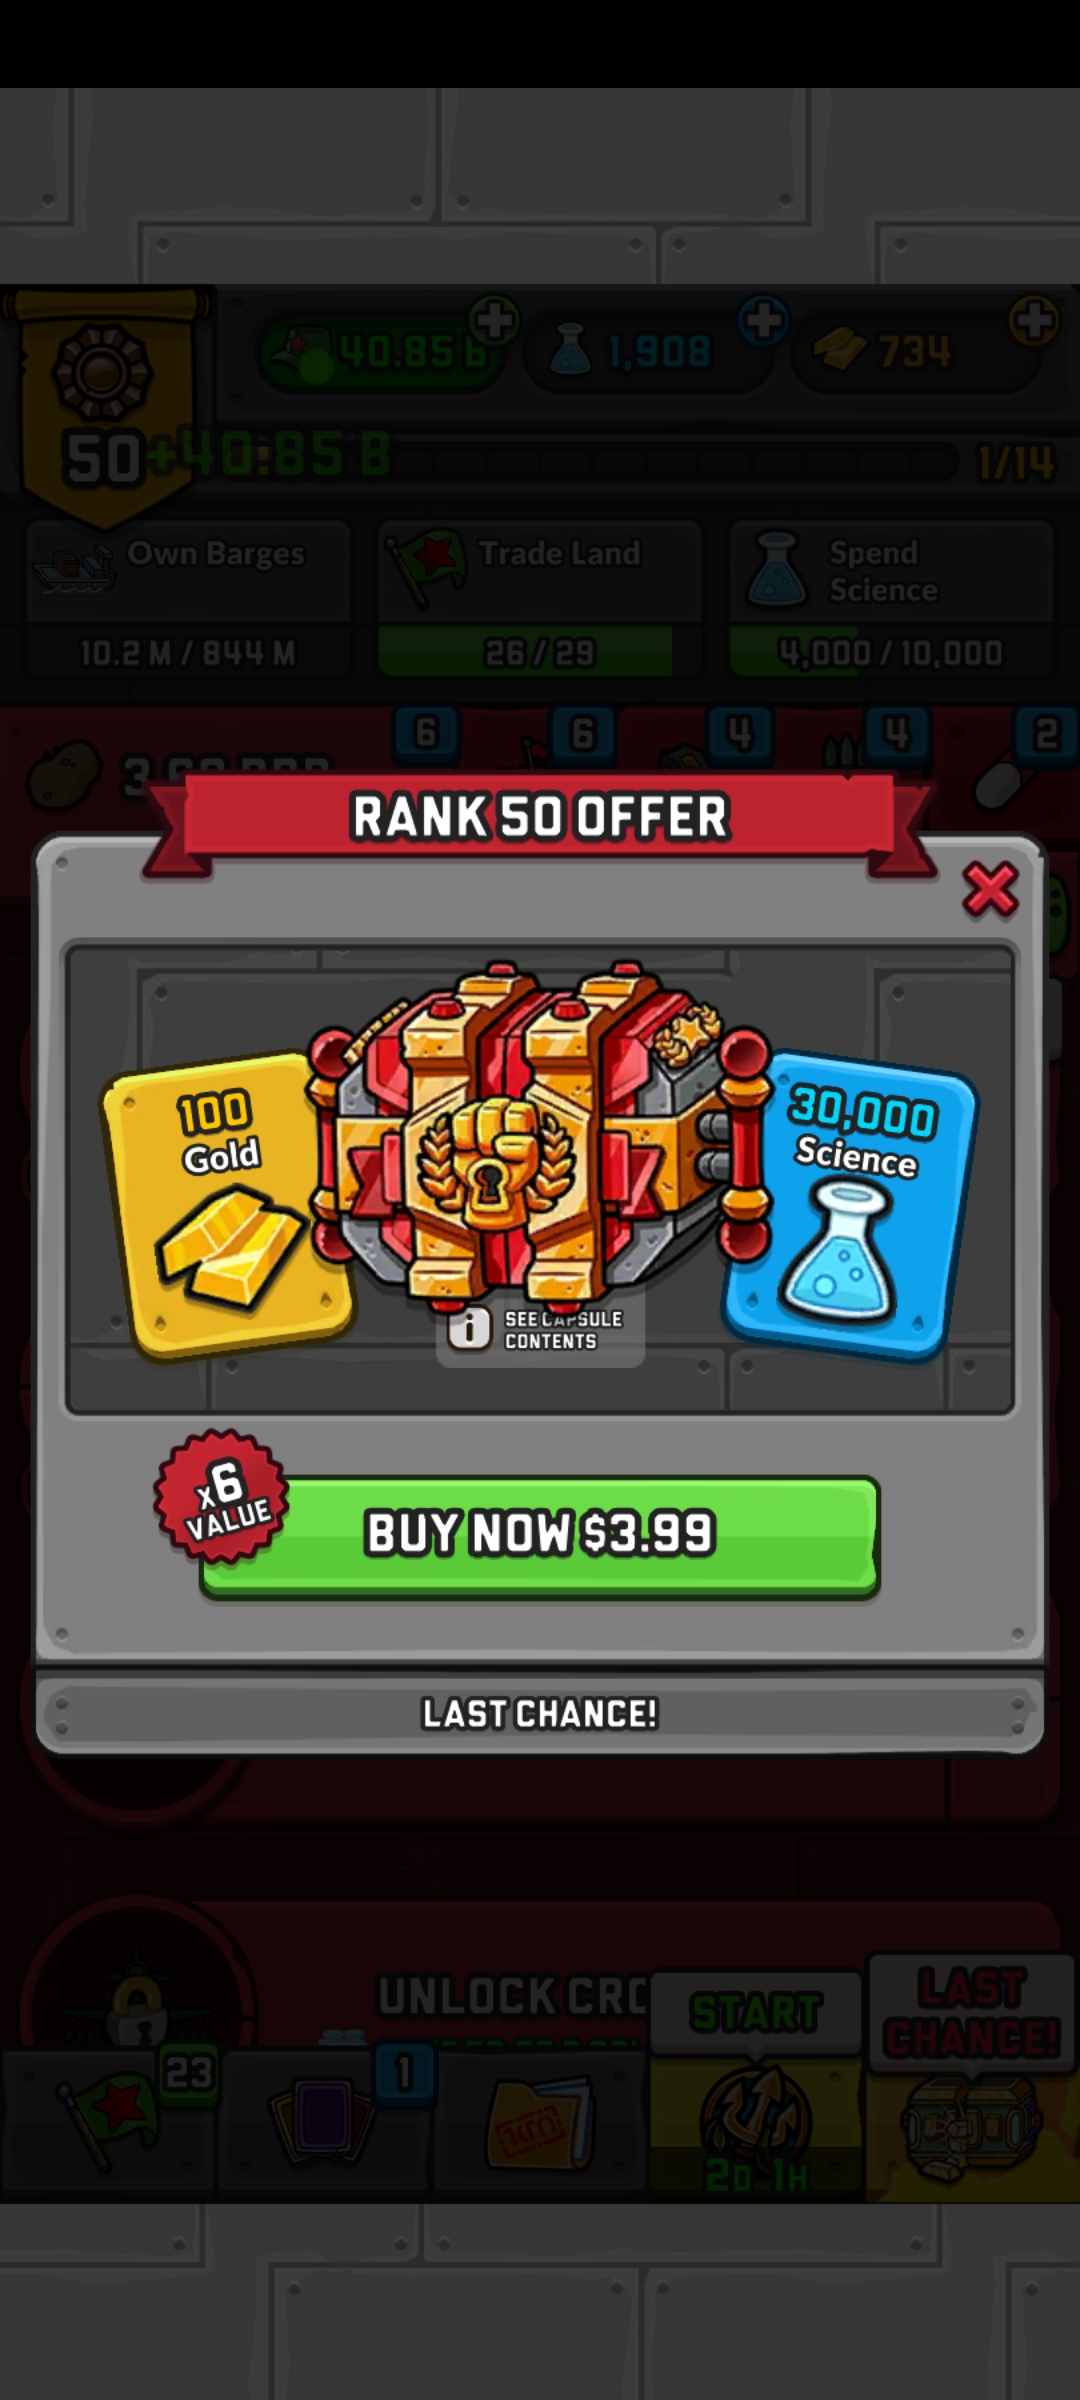 40.85 B
1,908
734
50
+40.85 B
1/14
Own Barges
Trade Land
Spend
Science
10.2 M / 844 M
26 / 29
4,000 / 10,000
6
6
4
4
2
RANK 50 OFFER
100
Gold
30,000
Science
SEE CAPSULE
CONTENTS
x6
VALUE
BUY NOW $3.99
LAST CHANCE!
UNLOCK CRO
START
LAST
CHANCE!
23
1
2D 1H